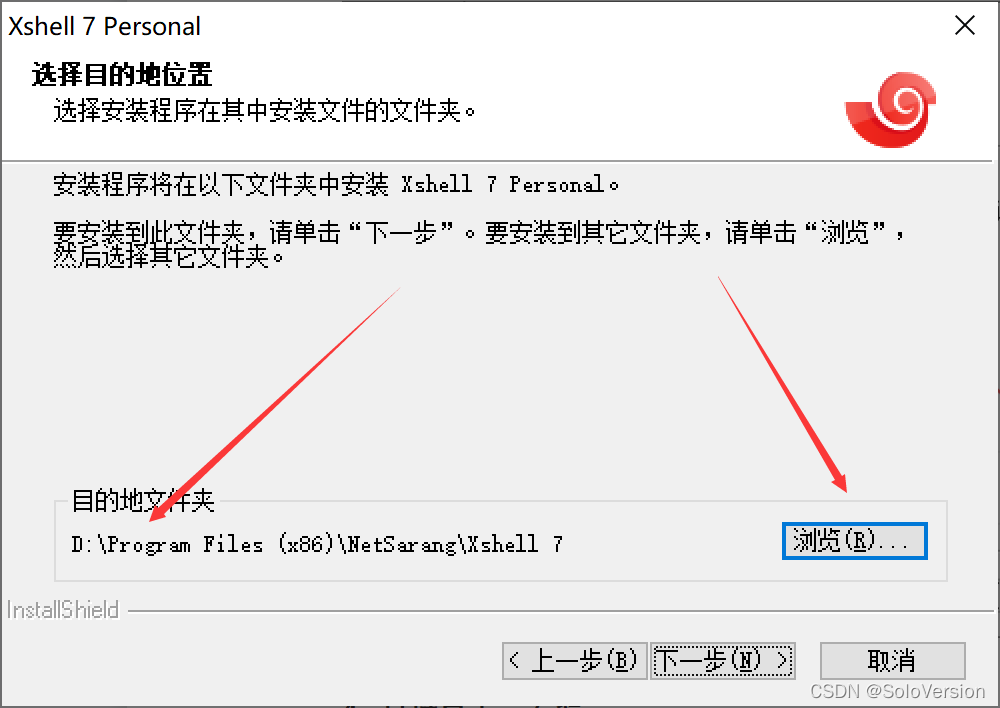 Xshell 7 Personal
选择目的地位置
选择安装程序在其中安装文件的文件夹。
安装程序将在以下文件夹中安装 Xshell 7 Personal。
要安装到此文件夹，请单击“下一步”。要安装到其它文件夹，请单击“浏览”，
然后选择其它文件夹。
目的地文件夹
D:\Program Files (x86)\NetSarang\Xshell 7
浏览(R)...
InstallShield
< 上一步(B)
下一步(N) >
取消
CSDN @SoloVersion